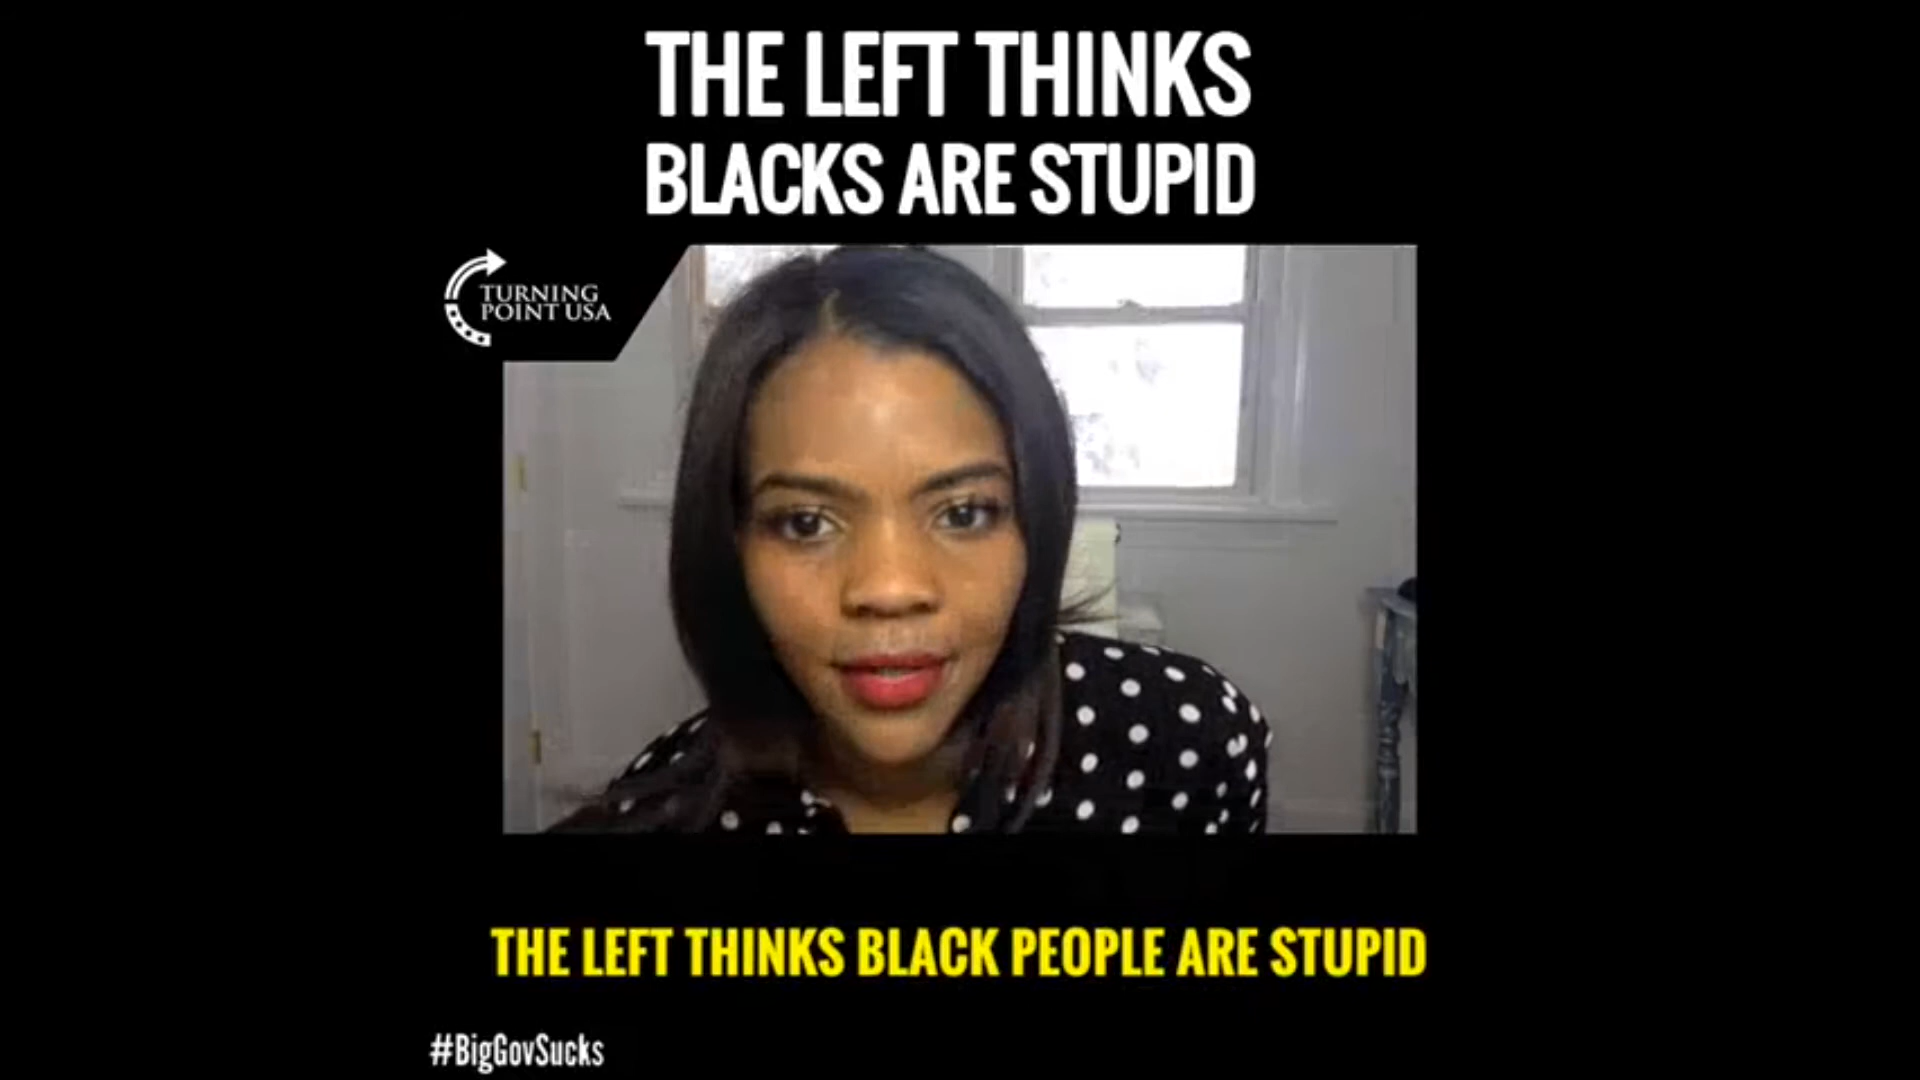 THE LEFT THINKS
BLACKS ARE STUPID
TURNING
POINT USA
THE LEFT THINKS BLACK PEOPLE ARE STUPID
#BigGovSucks